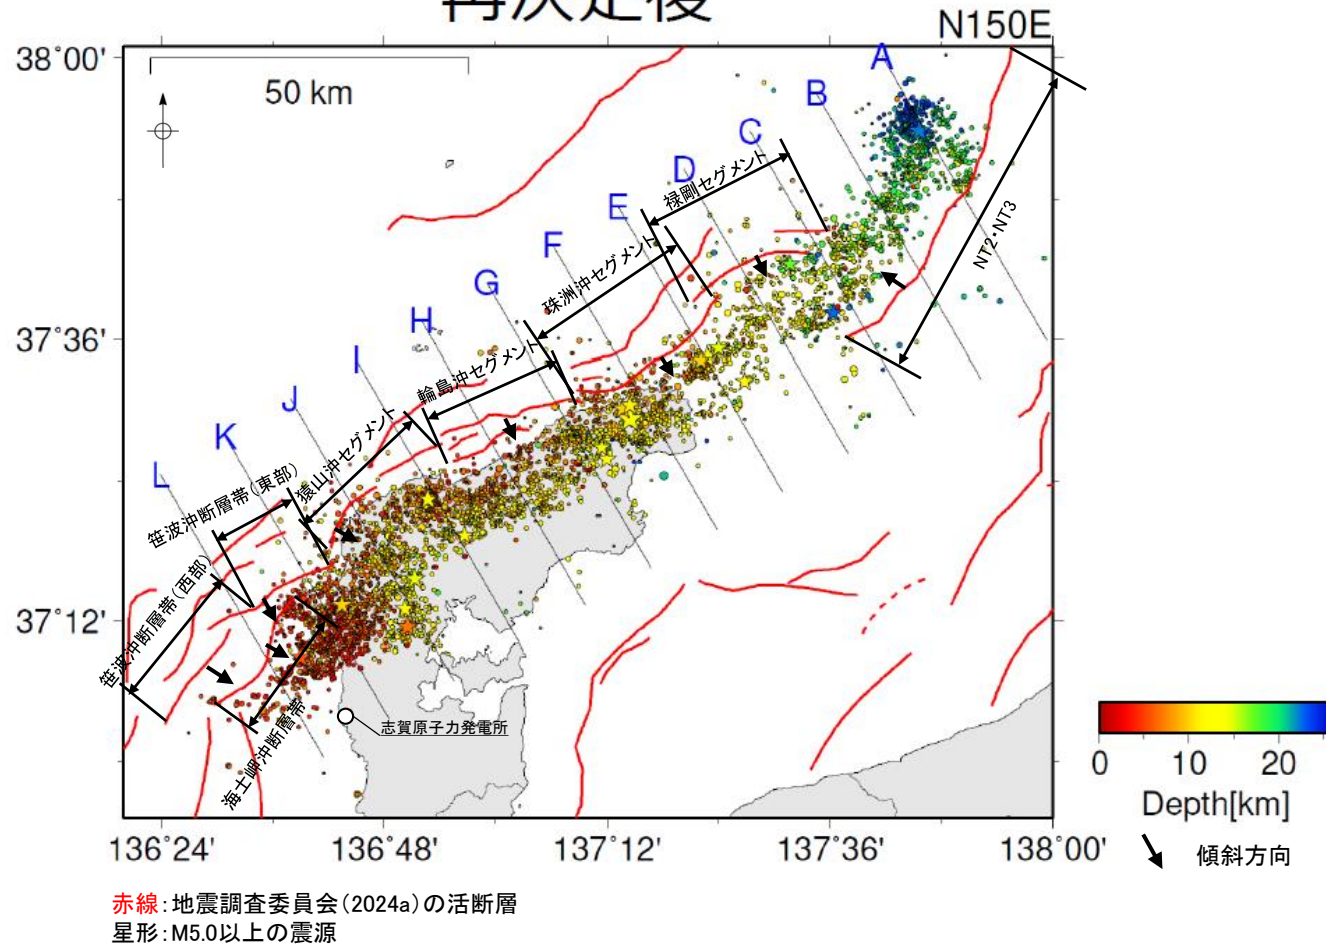 再決定後
N150E
38°00'
37°36'
37°12'
50 km
A
B
C
D
E
F
G
H
I
J
K
L
禄剛セグメント
珠洲沖セグメント
輪島沖セグメント
猿山沖セグメント
笹波沖断層帯(東部)
笹波沖断層帯(西部)
海士岬沖断層帯
NT2・NT3
志賀原子力発電所
136°24'
136°48'
137°12'
137°36'
138°00'
0
10
20
Depth[km]
傾斜方向
赤線:地震調査委員会(2024a)の活断層
星形:M5.0以上の震源